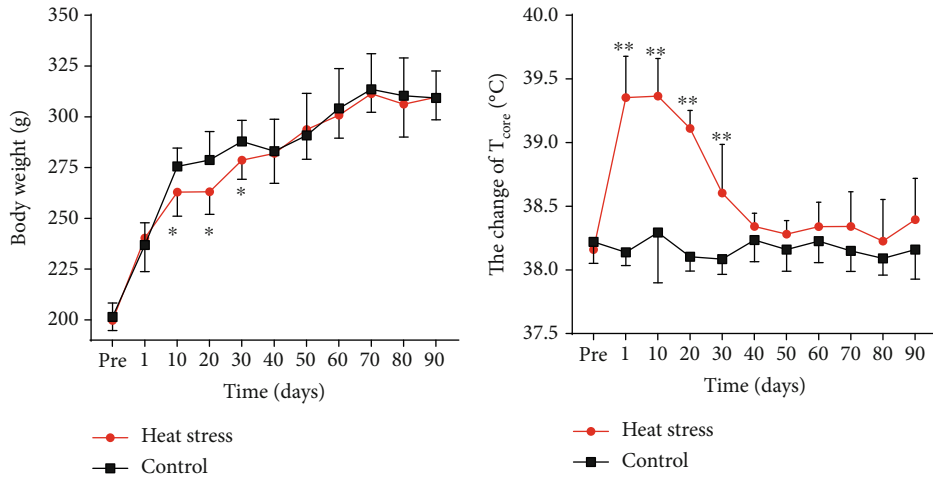 350
325
300
275
250
225
200
Body weight (g)
* * *
Pre 1 10 20 30 40 50 60 70 80 90
Time (days)
Heat stress
Control
40.0
39.5
39.0
38.5
38.0
37.5
The change of T_core (°C)
** ** ** **
Pre 1 10 20 30 40 50 60 70 80 90
Time (days)
Heat stress
Control